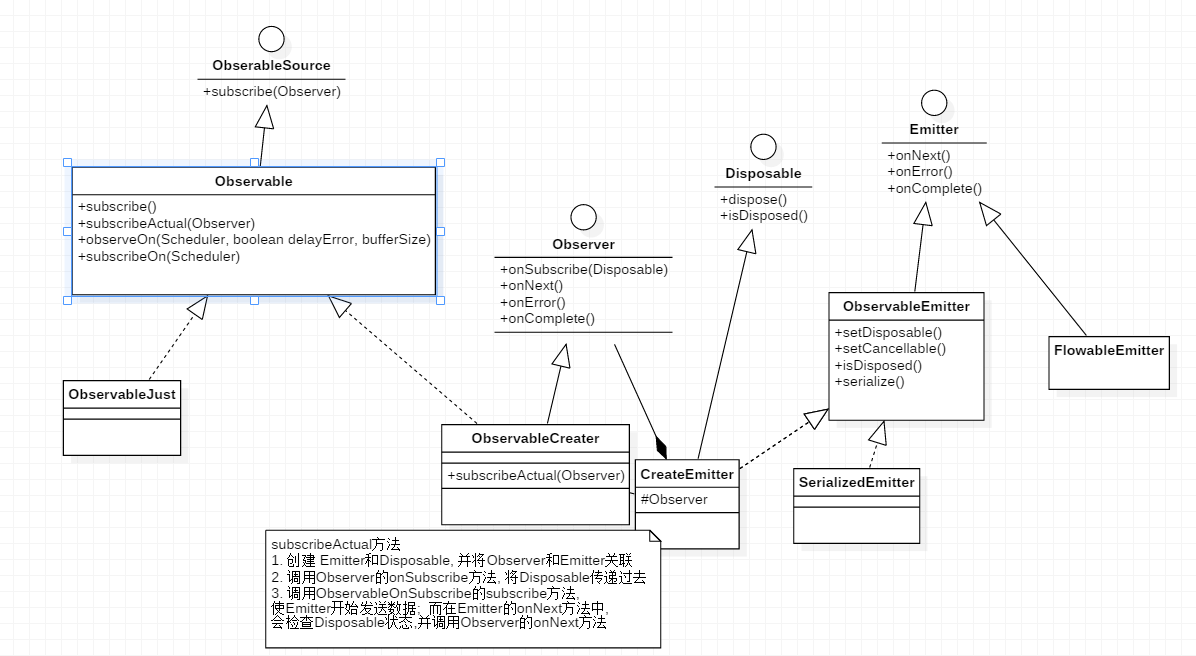 ObserableSource
+subscribe(Observer)
Observable
+subscribe()
+subscribeActual(Observer)
+observeOn(Scheduler, boolean delayError, bufferSize)
+subscribeOn(Scheduler)
Observer
+onSubscribe(Disposable)
+onNext()
+onError()
+onComplete()
Disposable
+dispose()
+isDisposed()
Emitter
+onNext()
+onError()
+onComplete()
ObservableEmitter
+setDisposable()
+setCancellable()
+isDisposed()
+serialize()
FlowableEmitter
ObservableJust
ObservableCreater
+subscribeActual(Observer)
CreateEmitter
#Observer
SerializedEmitter
subscribeActual方法
1. 创建 Emitter和Disposable, 并将Observer和Emitter关联
2. 调用Observer的onSubscribe方法, 将Disposable传递过去
3. 调用ObservableOnSubscribe的subscribe方法,
使Emitter开始发送数据;  而在Emitter的onNext方法中,
会检查Disposable状态,并调用Observer的onNext方法